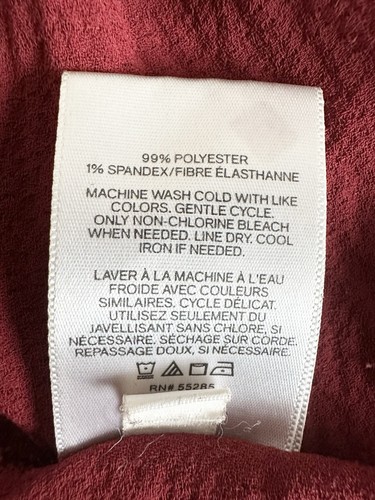 99% POLYESTER
1% SPANDEX/FIBRE ÉLASTHANNE
MACHINE WASH COLD WITH LIKE
COLORS. GENTLE CYCLE.
ONLY NON-CHLORINE BLEACH
WHEN NEEDED. LINE DRY. COOL
IRON IF NEEDED.
LAVER À LA MACHINE À L'EAU
FROIDE AVEC COULEURS
SIMILAIRES. CYCLE DÉLICAT.
UTILISEZ SEULEMENT DU
JAVELLISANT SANS CHLORE, SI
NÉCESSAIRE. SÉCHAGE SUR CORDE.
REPASSAGE DOUX, SI NÉCESSAIRE.
RN# 55285